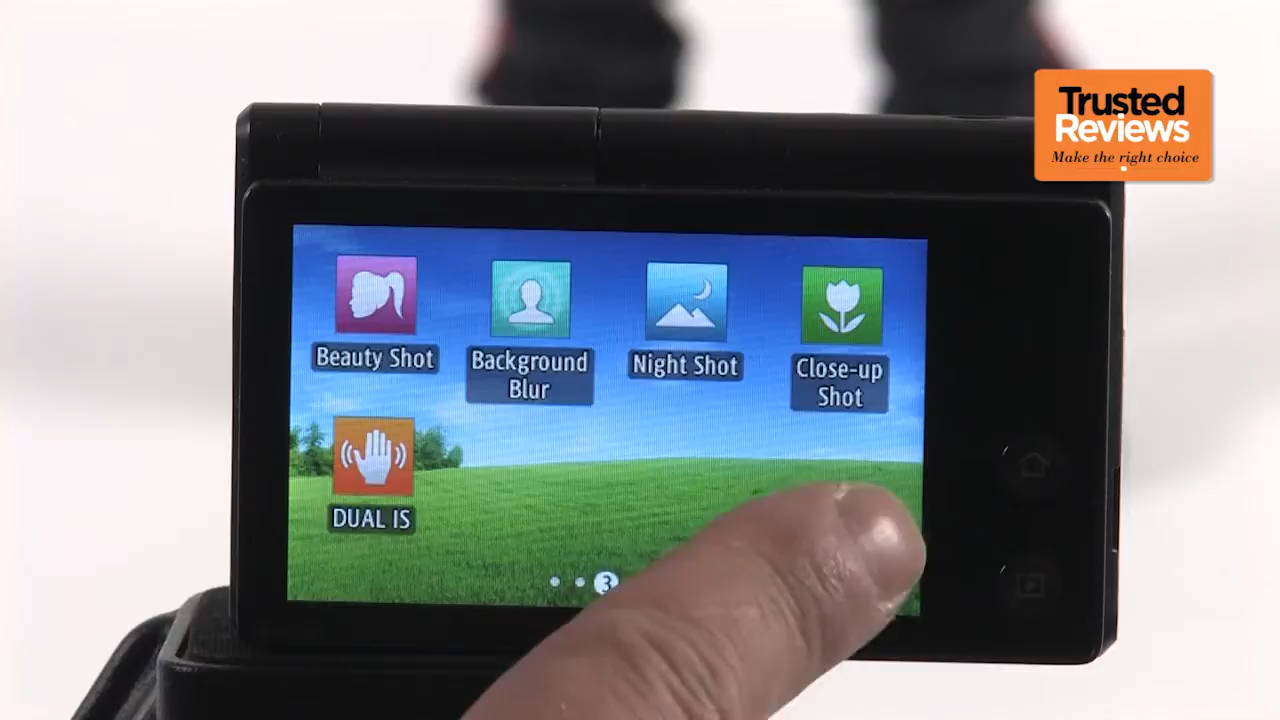 Trusted
Reviews
Make the right choice
Beauty Shot
Background
Blur
Night Shot
Close-up
Shot
DUAL IS
3